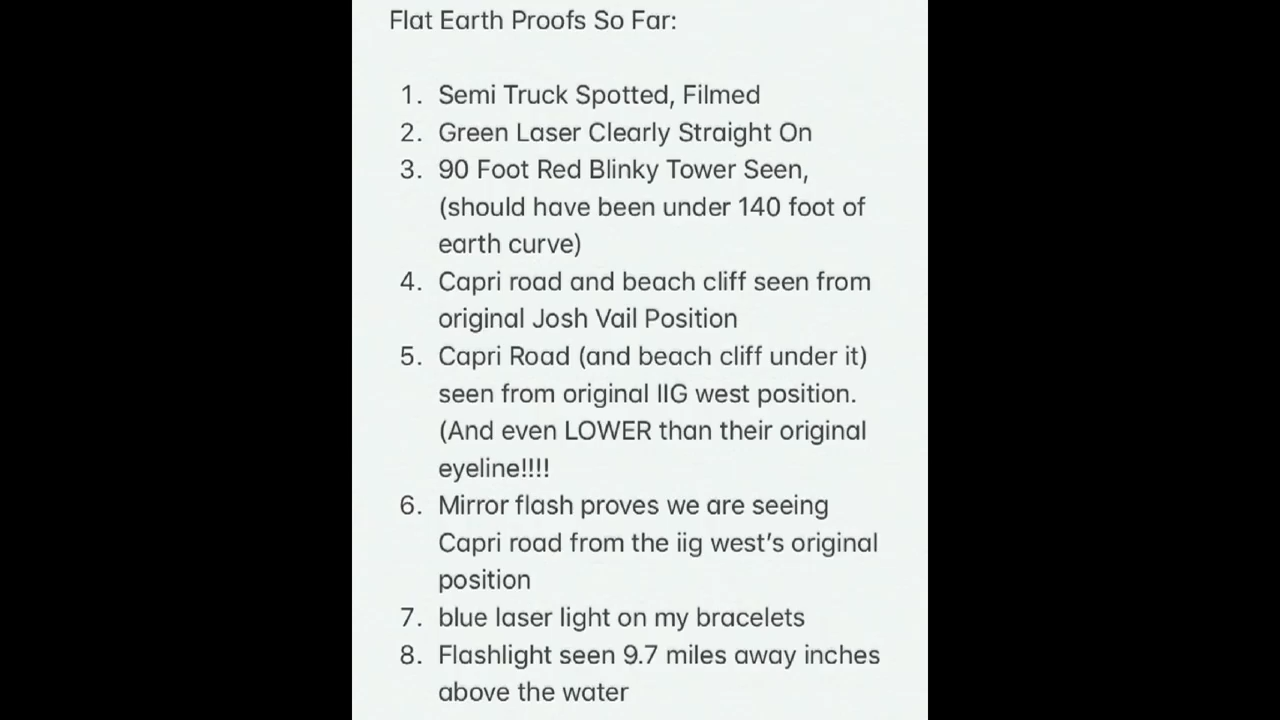 Flat Earth Proofs So Far:
1. Semi Truck Spotted, Filmed
2. Green Laser Clearly Straight On
3. 90 Foot Red Blinky Tower Seen,
(should have been under 140 foot of
earth curve)
4. Capri road and beach cliff seen from
original Josh Vail Position
5. Capri Road (and beach cliff under it)
seen from original IIG west position.
(And even LOWER than their original
eyeline!!!!
6. Mirror flash proves we are seeing
Capri road from the iig west's original
position
7. blue laser light on my bracelets
8. Flashlight seen 9.7 miles away inches
above the water